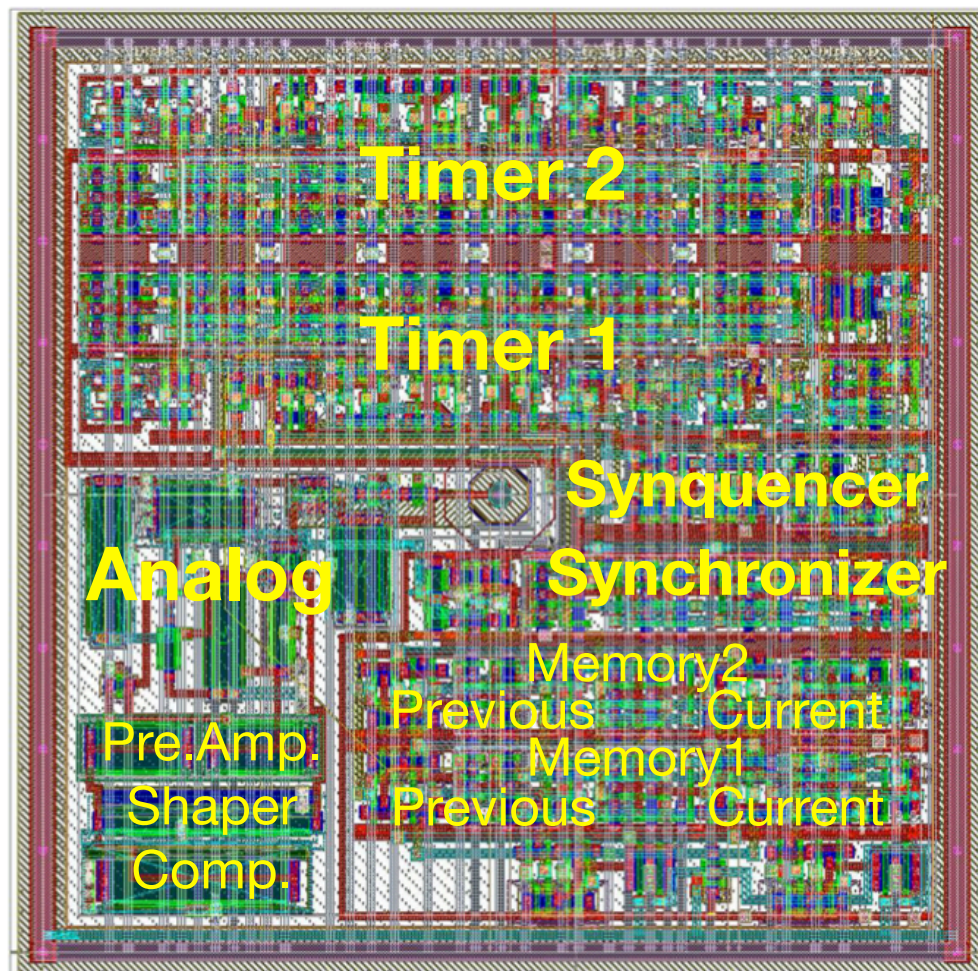 Timer 2
Timer 1
Synquencer
Analog
Synchronizer
Memory2
Previous Current
Pre.Amp.
Memory1
Shaper
Previous Current
Comp.